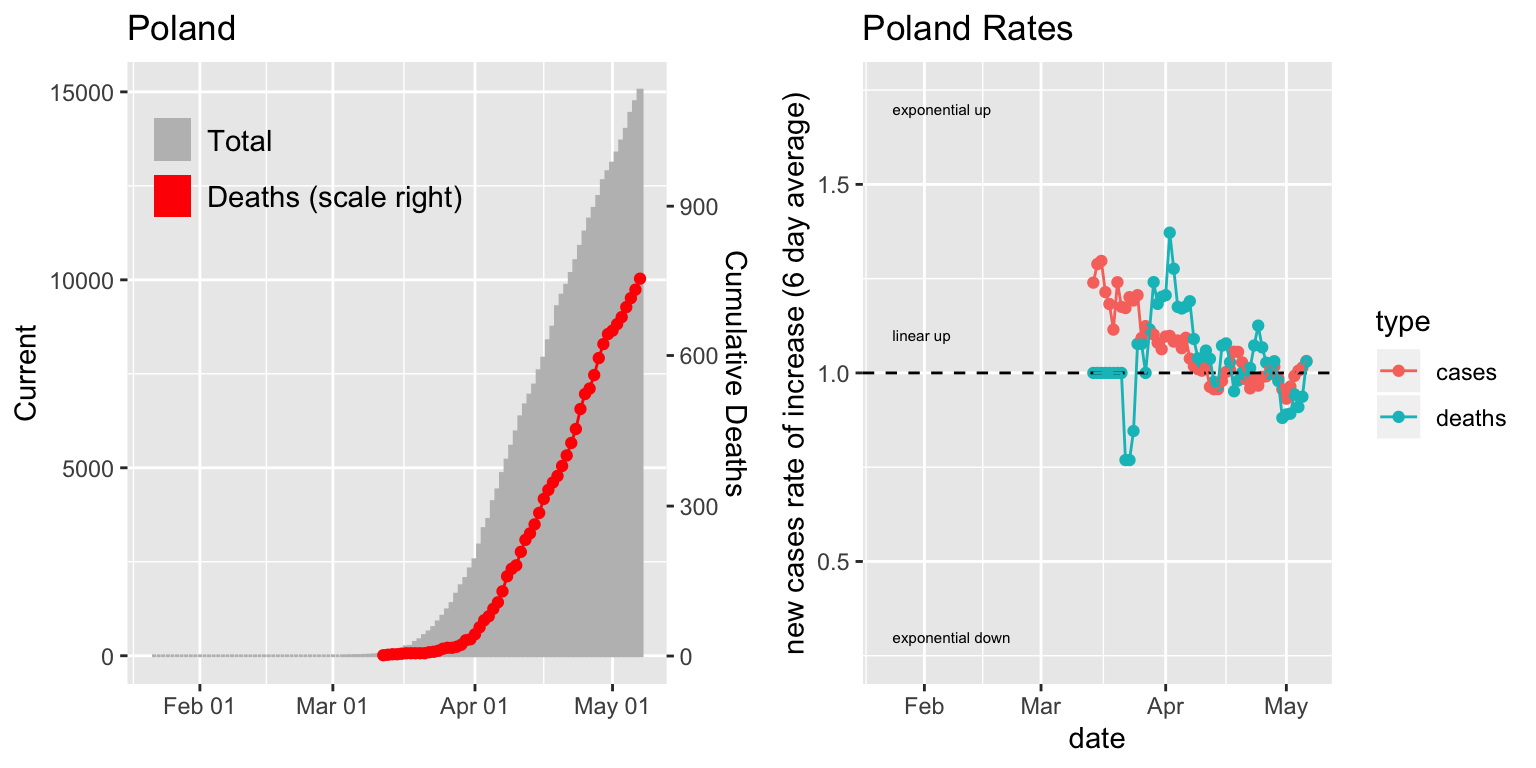 Poland
15000
10000
5000
0
Current
Total
Deaths (scale right)
900
600
300
0
Cumulative Deaths
Feb 01
Mar 01
Apr 01
May 01
Poland Rates
new cases rate of increase (6 day average)
1.5
1.0
0.5
exponential up
linear up
exponential down
Feb
Mar
Apr
May
date
type
cases
deaths